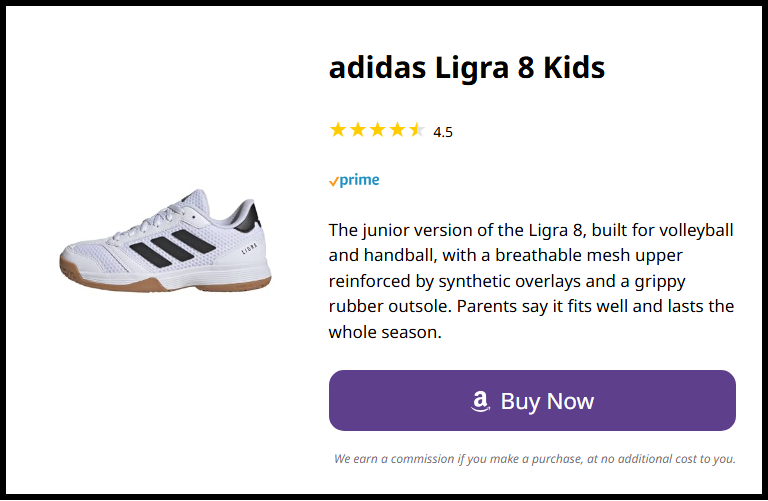 adidas Ligra 8 Kids
4.5
prime
The junior version of the Ligra 8, built for volleyball
and handball, with a breathable mesh upper
reinforced by synthetic overlays and a grippy
rubber outsole. Parents say it fits well and lasts the
whole season.
LIGRA
a Buy Now
We earn a commission if you make a purchase, at no additional cost to you.